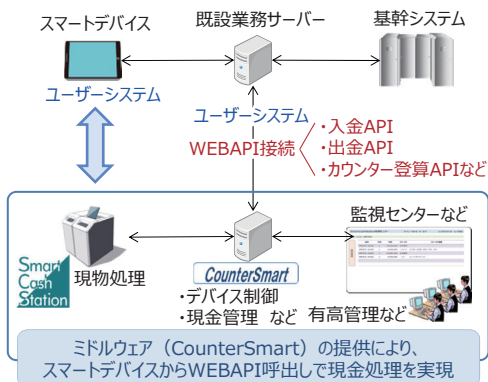 スマートデバイス
既設業務サーバー
基幹システム
ユーザーシステム
ユーザーシステム
WEBAPI接続
・入金API
・出金API
・カウンター登算APIなど
監視センターなど
Smart
Cash
Station
現物処理
CounterSmart
・デバイス制御
・現金管理 など
有高管理など
ミドルウェア（CounterSmart）の提供により、
スマートデバイスからWEBAPI呼出しで現金処理を実現